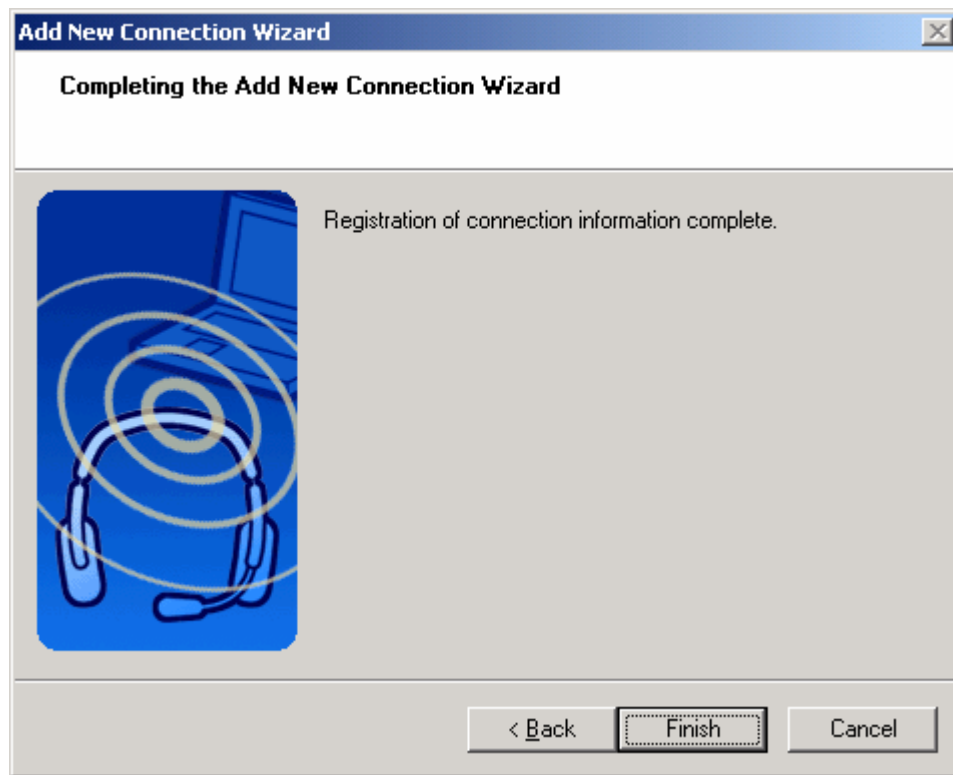 Add New Connection Wizard
Completing the Add New Connection Wizard
Registration of connection information complete.
< Back
Finish
Cancel